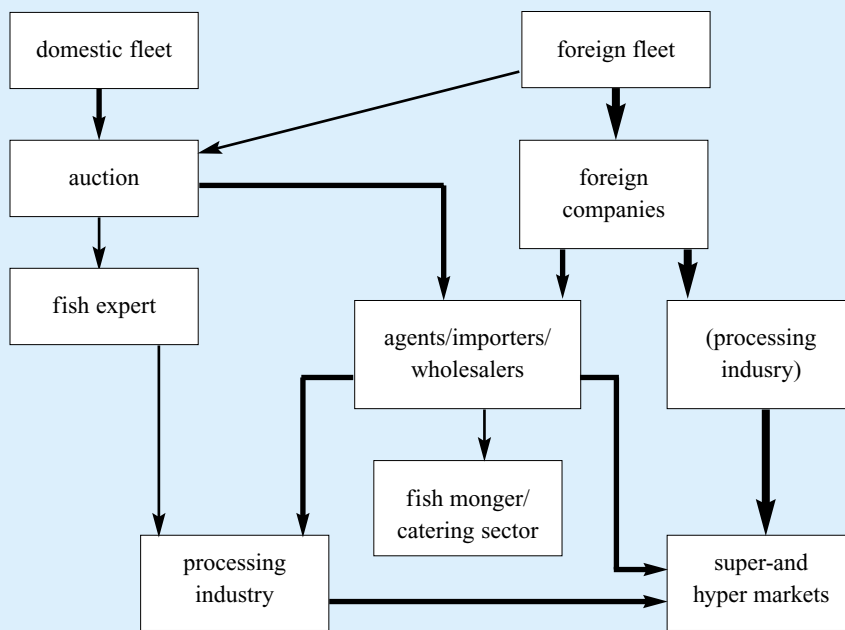 domestic fleet
foreign fleet
auction
foreign
companies
fish expert
agents/importers/
wholesalers
(processing
indusry)
fish monger/
catering sector
processing
industry
super-and
hyper markets